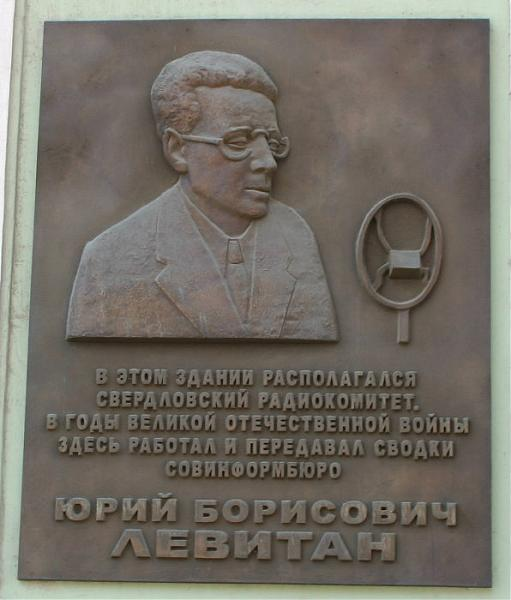 В ЭТОМ ЗДАНИИ РАСПОЛАГАЛСЯ
СВЕРДЛОВСКИЙ РАДИОКОМИТЕТ.
В ГОДЫ ВЕЛИКОЙ ОТЕЧЕСТВЕННОЙ ВОЙНЫ
ЗДЕСЬ РАБОТАЛ И ПЕРЕДАВАЛ СВОДКИ
СОВИНФОРМБЮРО
ЮРИЙ БОРИСОВИЧ
ЛЕВИТАН